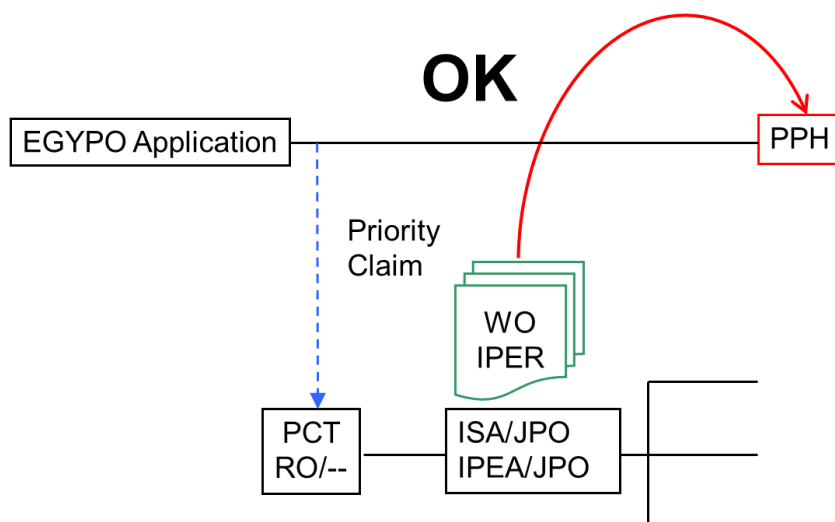 OK
EGYPO Application
PPH
Priority
Claim
WO
IPER
PCT
RO/--
ISA/JPO
IPEA/JPO